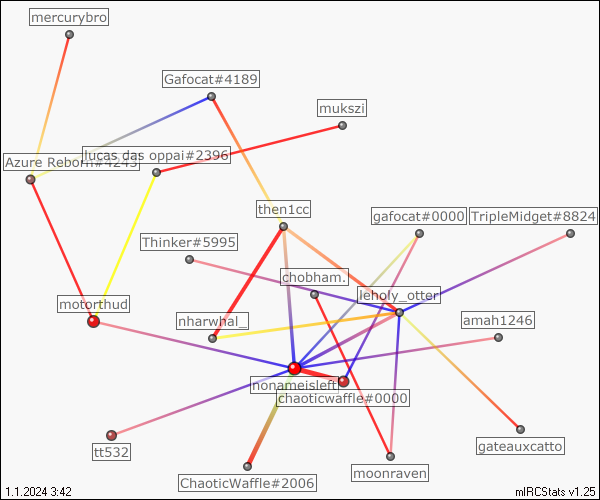 mercurybro
Gafocat#4189
mukszi
Azure Reborn#4245
lucas das oppai#2396
then1cc
gafocat#0000
TripleMidget#8824
Thinker#5995
chobham.
leholy_otter
motorthud
nharwhal_
amah1246
nonameisleft
chaoticwaffle#0000
tt532
gateauxcatto
ChaoticWaffle#2006
moonraven
1.1.2024 3:42
mIRCStats v1.25